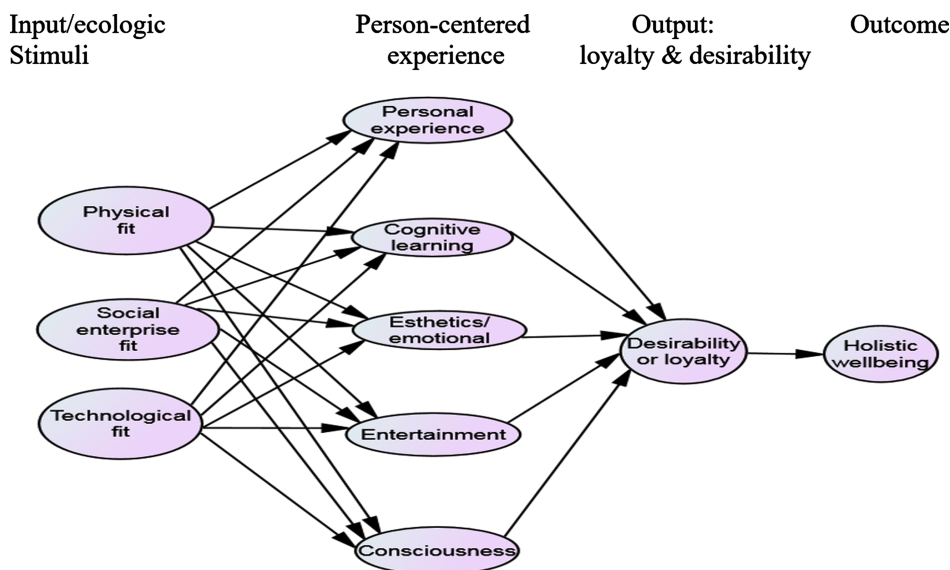 Input/ecologic
Stimuli
Person-centered
experience
Output:
loyalty & desirability
Outcome
Personal
experience
Physical
fit
Cognitive
learning
Social
enterprise
fit
Esthetics/
emotional
Desirability
or loyalty
Holistic
wellbeing
Technological
fit
Entertainment
Consciousness